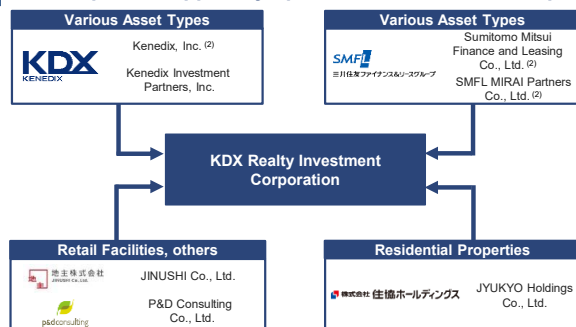 Various Asset Types
KDX
KENEDIX
Kenedix, Inc. (2)
Kenedix Investment
Partners, Inc.
Various Asset Types
SMFL
三井住友ファイナンス&リースグループ
Sumitomo Mitsui
Finance and Leasing
Co., Ltd. (2)
SMFL MIRAI Partners
Co., Ltd. (2)
KDX Realty Investment
Corporation
Retail Facilities, others
地主
地主株式会社
JINUSHI Co., Ltd.
JINUSHI Co., Ltd.
p&dconsulting
P&D Consulting
Co., Ltd.
Residential Properties
株式会社 住協ホールディングス
JYUKYO Holdings
Co., Ltd.